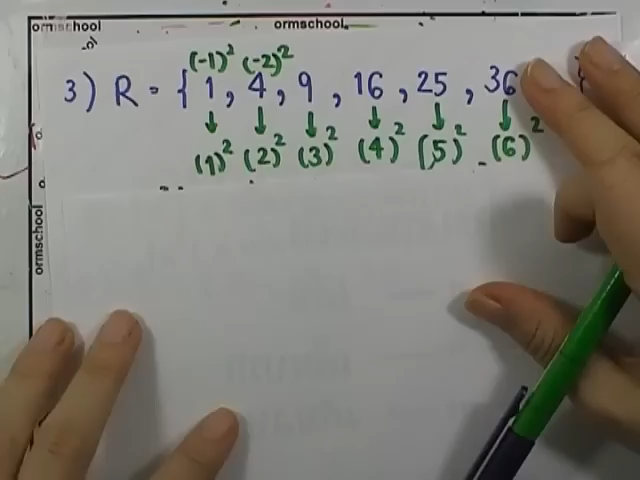 ormschool ormschool
(-1)² (-2)²
3) R = { 1, 4, 9, 16, 25, 36
↓ ↓ ↓ ↓ ↓ ↓
(1)² (2)² (3)² (4)² (5)² (6)²
ormschool